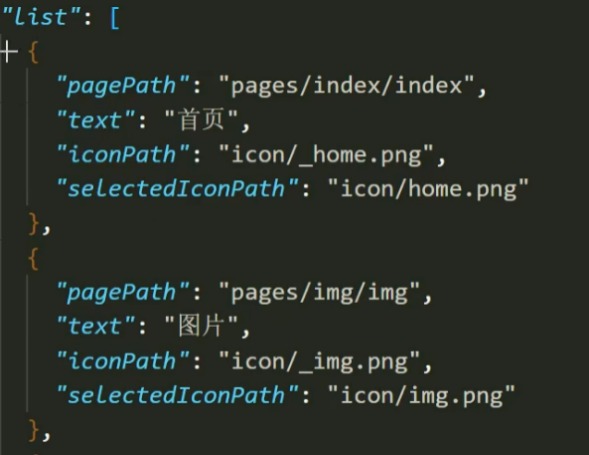 "list": [
{
"pagePath": "pages/index/index",
"text": "首页",
"iconPath": "icon/_home.png",
"selectedIconPath": "icon/home.png"
},
{
"pagePath": "pages/img/img",
"text": "图片",
"iconPath": "icon/_img.png",
"selectedIconPath": "icon/img.png"
},